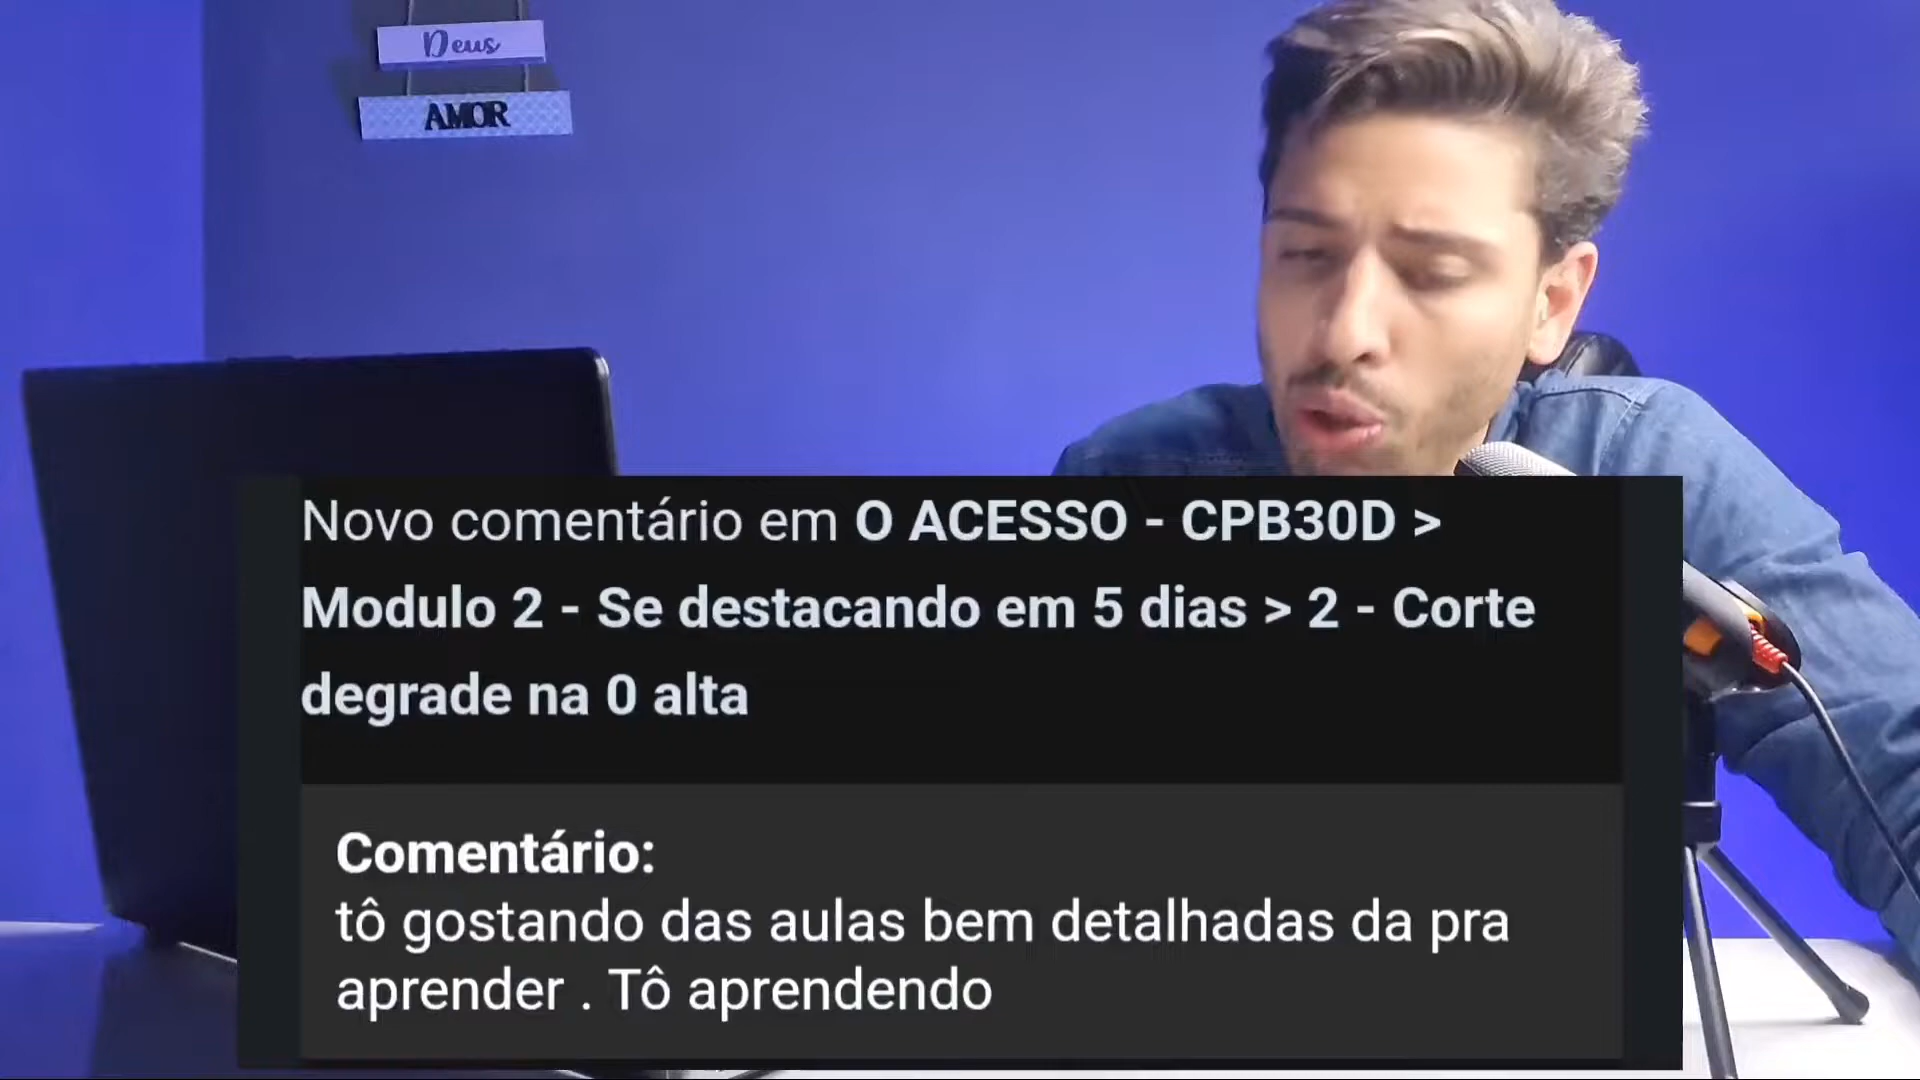 Deus
AMOR
Novo comentário em O ACESSO - CPB30D >
Modulo 2 - Se destacando em 5 dias > 2 - Corte
degrade na 0 alta
Comentário:
tô gostando das aulas bem detalhadas da pra
aprender . Tô aprendendo